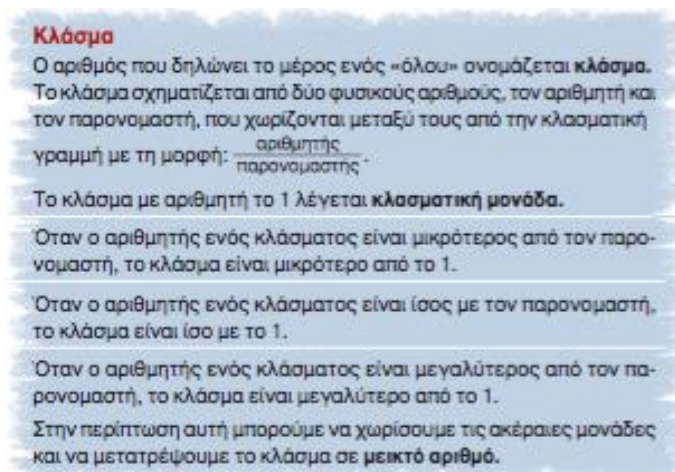 Κλάσμα
Ο αριθμός που δηλώνει το μέρος ενός «όλου» ονομάζεται κλάσμα.
Το κλάσμα σχηματίζεται από δύο φυσικούς αριθμούς, τον αριθμητή και
τον παρονομαστή, που χωρίζονται μεταξύ τους από την κλασματική
γραμμή με τη μορφή: αριθμητής/παρονομαστής.
Το κλάσμα με αριθμητή το 1 λέγεται κλασματική μονάδα.
Όταν ο αριθμητής ενός κλάσματος είναι μικρότερος από τον παρο-
νομαστή, το κλάσμα είναι μικρότερο από το 1.
Όταν ο αριθμητής ενός κλάσματος είναι ίσος με τον παρονομαστή,
το κλάσμα είναι ίσο με το 1.
Όταν ο αριθμητής ενός κλάσματος είναι μεγαλύτερος από τον πα-
ρονομαστή, το κλάσμα είναι μεγαλύτερο από το 1.
Στην περίπτωση αυτή μπορούμε να χωρίσουμε τις ακέραιες μονάδες
και να μετατρέψουμε το κλάσμα σε μεικτό αριθμό.